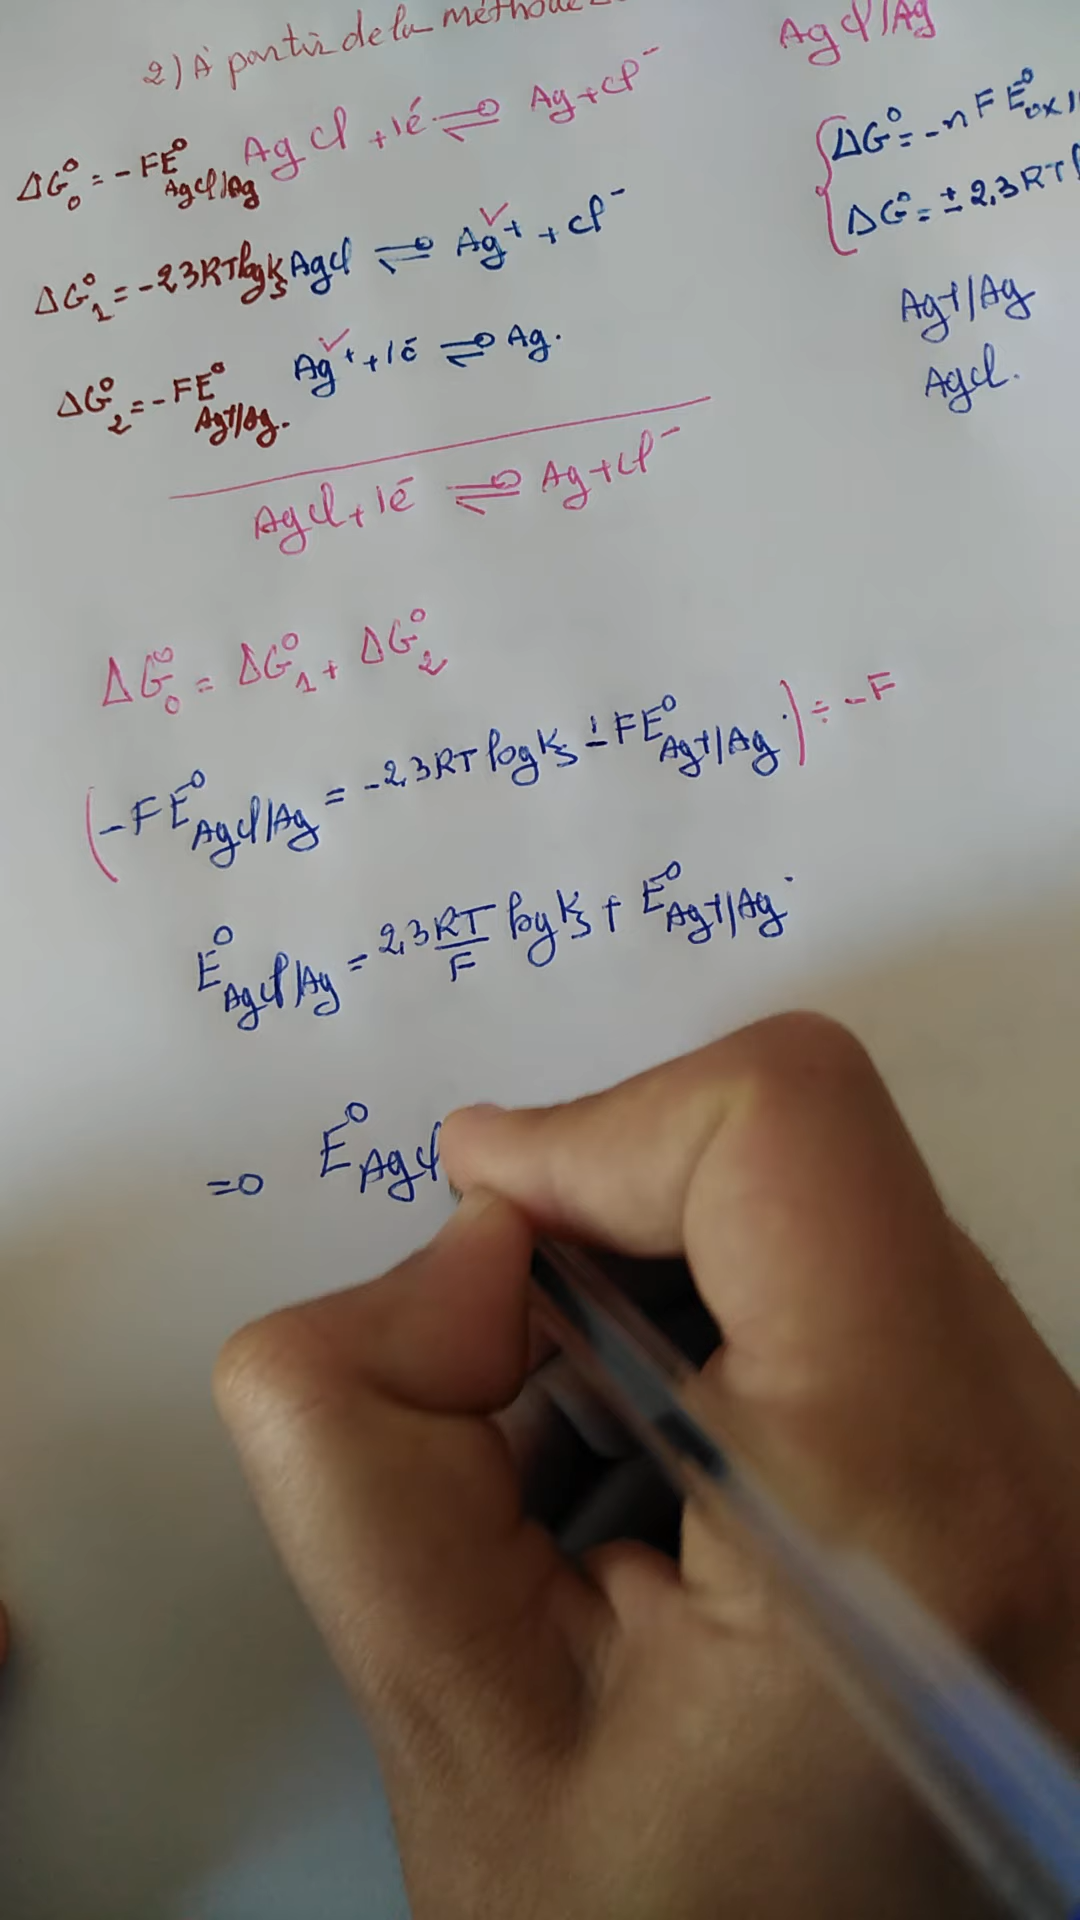 2) À partir de la méthode
AgCl/Ag
AgCl + 1é ⇌ Ag + Cl⁻
ΔG°₀ = -FE°AgCl/Ag
ΔG° = -nFE°ox/
ΔG° = ± 2,3RT
ΔG°₁ = -2,3RTlogKs AgCl ⇌ Ag⁺ + Cl⁻
ΔG°₂ = -FE°Ag⁺/Ag. Ag⁺ + 1é ⇌ Ag.
Ag⁺/Ag
AgCl.
AgCl + 1é ⇌ Ag + Cl⁻
ΔG°₀ = ΔG°₁ + ΔG°₂
(-FE°AgCl/Ag = -2,3RT logKs - FE°Ag⁺/Ag.) ÷ -F
E°AgCl/Ag = 2,3RT/F logKs + E°Ag⁺/Ag.
⇒ E°AgCl